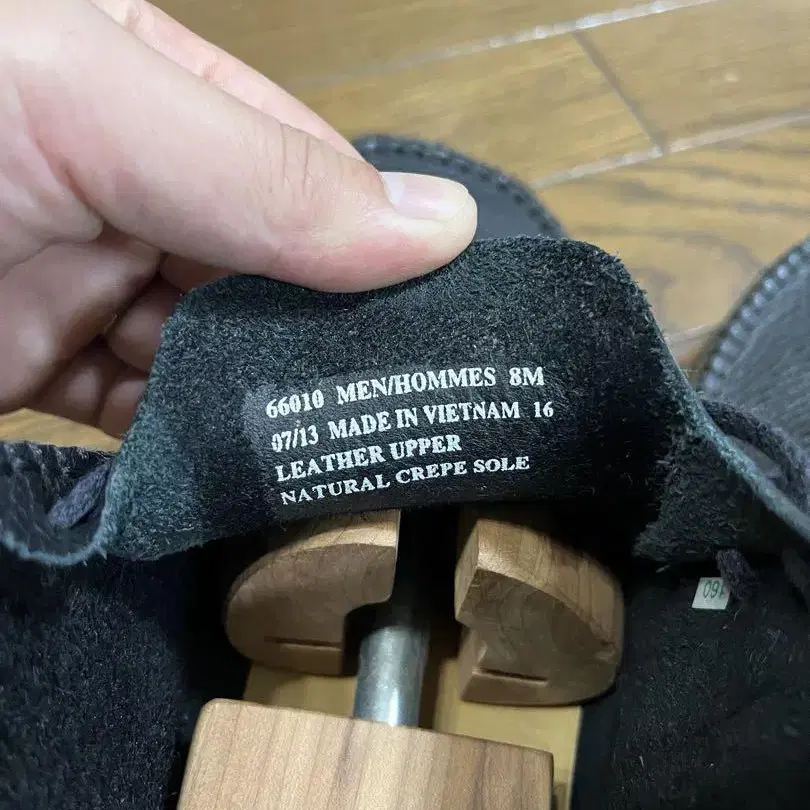 66010 MEN/HOMMES 8M
07/13 MADE IN VIETNAM 16
LEATHER UPPER
NATURAL CREPE SOLE